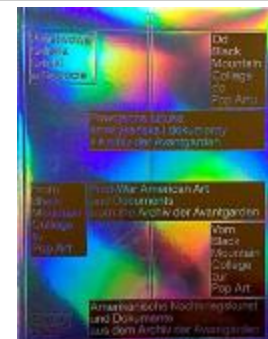 Od
Black
Mountain
College
do
Pop Artu
Powojenna sztuka
amerykańska i dokumenty
z Archiv der Avantgarden
From
Black
Mountain
College
to
Pop Art
Post-War American Art
and Documents
from the Archiv der Avantgarden
Vom
Black
Mountain
College
zur
Pop Art
Amerikanische Nachkriegskunst
und Dokumente
aus dem Archiv der Avantgarden